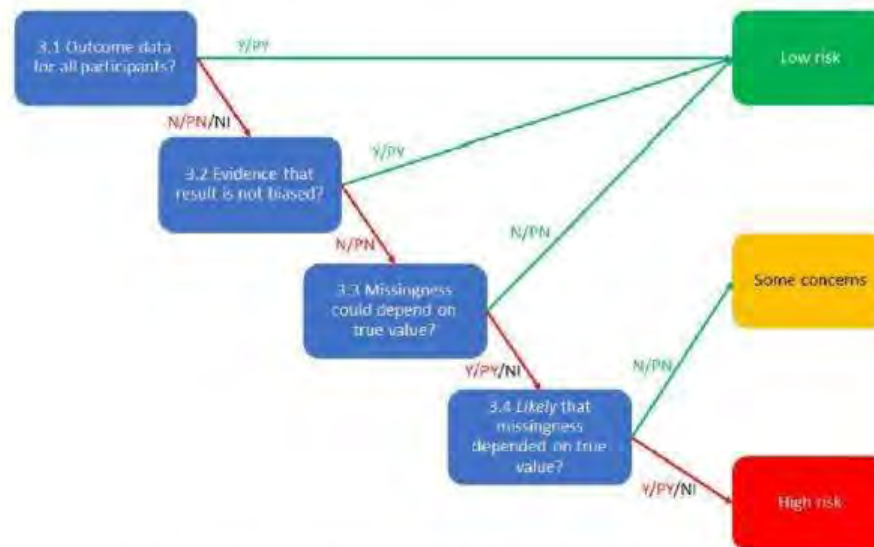 3.1 Outcome data
for all participants?
Y/PY
Low risk
N/PN/NI
3.2 Evidence that
result is not biased?
Y/PY
N/PN
3.3 Missingness
could depend on
true value?
N/PN
Some concerns
Y/PY/NI
3.4 Likely that
missingness
depended on true
value?
N/PN
Y/PY/NI
High risk